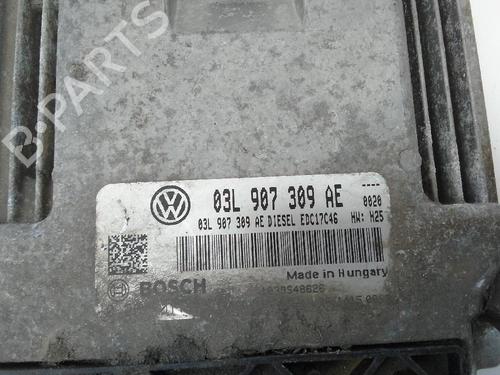 B-PARTS
03L 907 309 AE ----
03L 907 309 AE DIESEL EDC17C46 0020
HW: H25
Made in Hungary
BOSCH